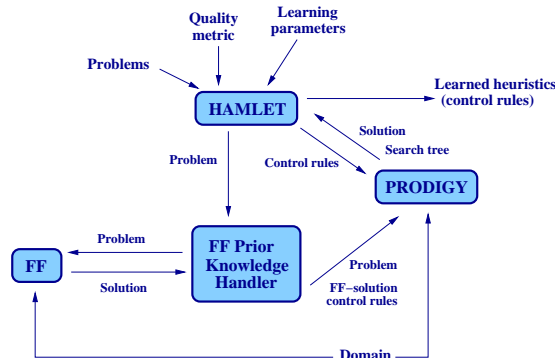 Learning
parameters
Quality
metric
Problems
Learned heuristics
(control rules)
HAMLET
Solution
Search tree
Problem
Control rules
PRODIGY
Problem
FF Prior
Knowledge
Handler
FF
Solution
Problem
FF−solution
control rules
Domain